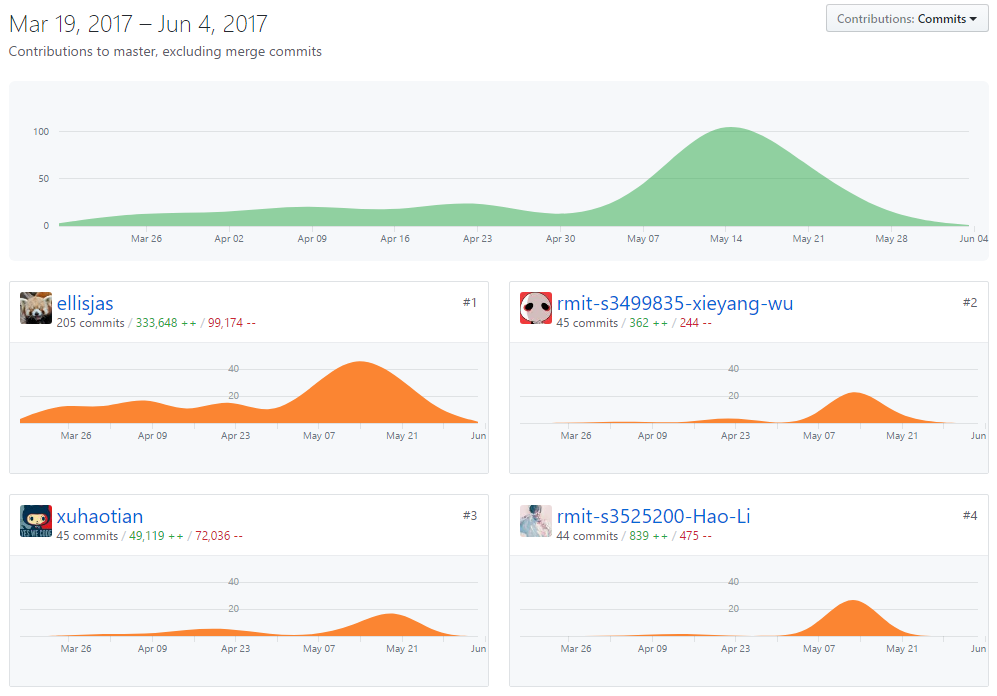 Mar 19, 2017 – Jun 4, 2017
Contributions: Commits
Contributions to master, excluding merge commits
100
50
0
Mar 26 Apr 02 Apr 09 Apr 16 Apr 23 Apr 30 May 07 May 14 May 21 May 28 Jun 04
ellisjas #1
205 commits / 333,648 ++ / 99,174 --
40
20
Mar 26 Apr 09 Apr 23 May 07 May 21 Jun
rmit-s3499835-xieyang-wu #2
45 commits / 362 ++ / 244 --
40
20
Mar 26 Apr 09 Apr 23 May 07 May 21 Jun
xuhaotian #3
45 commits / 49,119 ++ / 72,036 --
YES WE CODE
40
20
Mar 26 Apr 09 Apr 23 May 07 May 21 Jun
rmit-s3525200-Hao-Li #4
44 commits / 839 ++ / 475 --
40
20
Mar 26 Apr 09 Apr 23 May 07 May 21 Jun